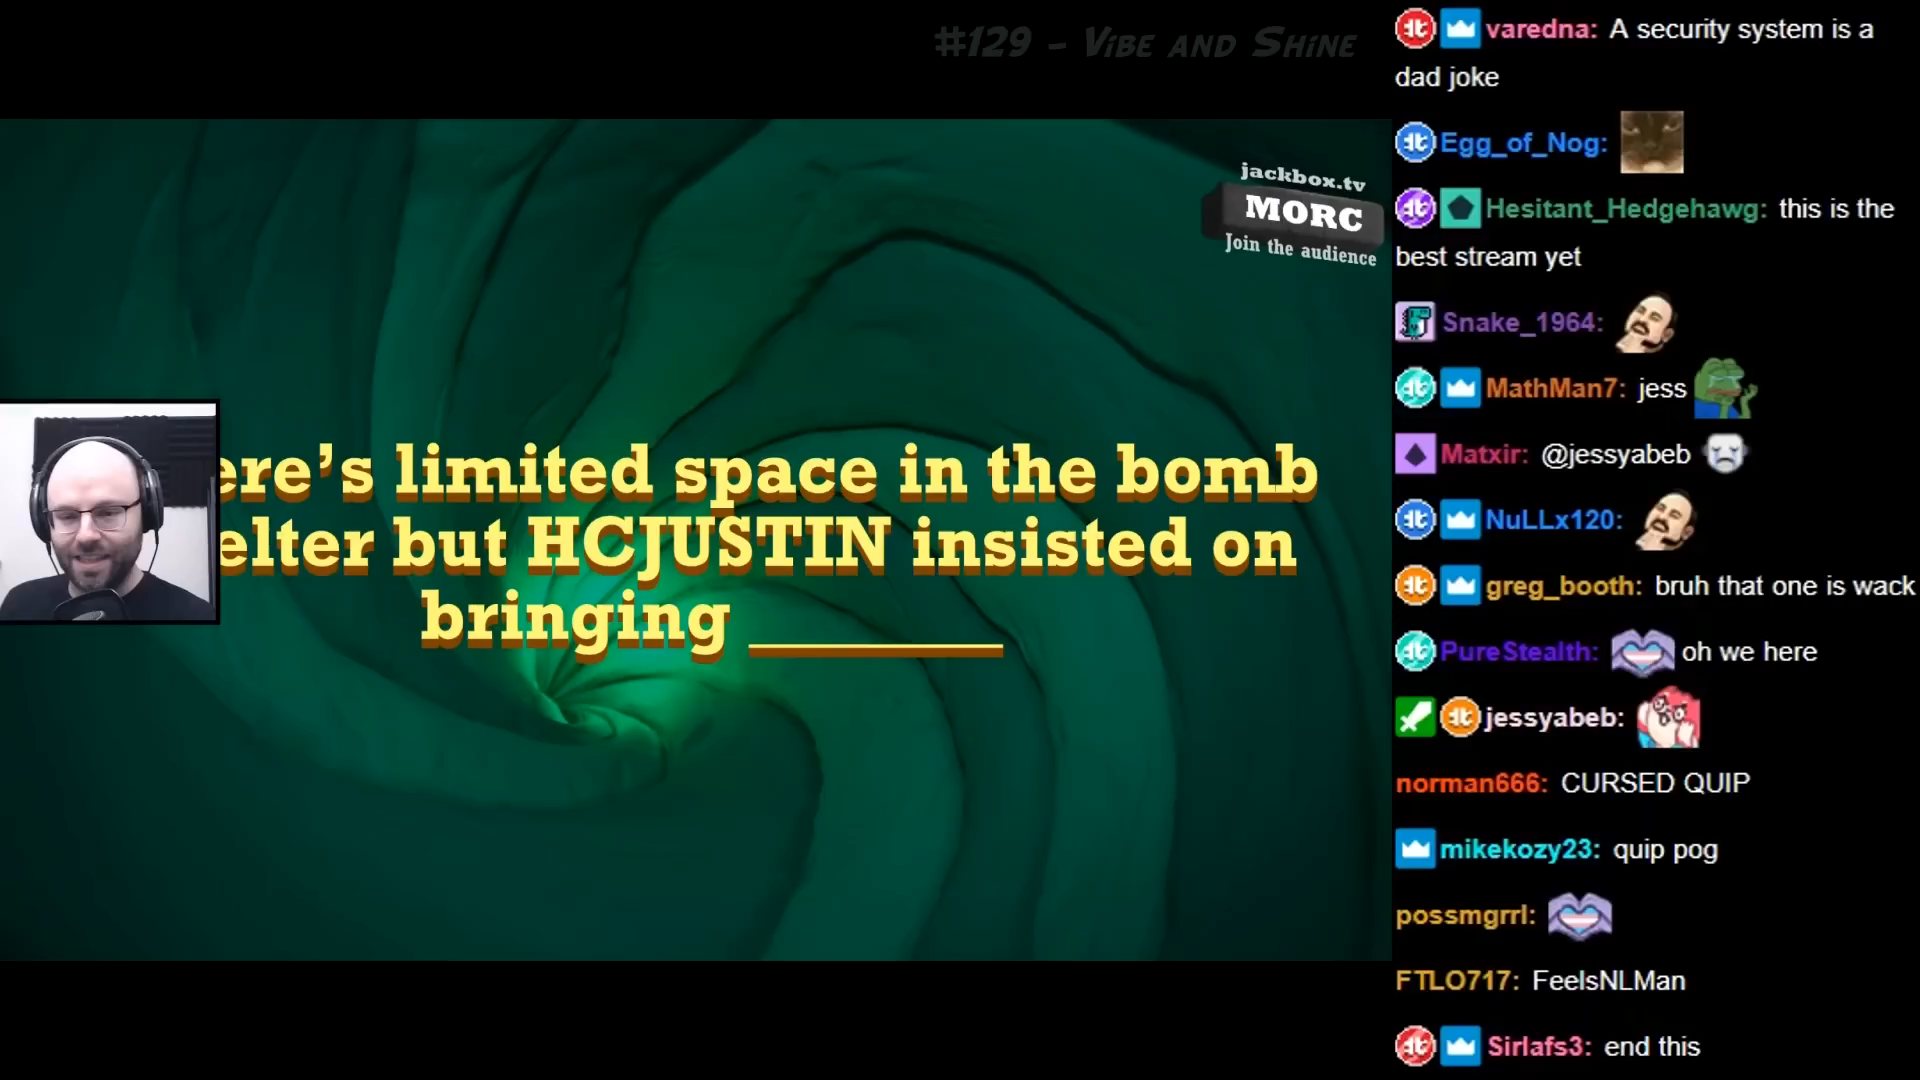 #129 - Vibe and Shine
jackbox.tv
MORC
Join the audience
ere's limited space in the bomb
elter but HCJUSTIN insisted on
bringing ________
varedna: A security system is a
dad joke
Egg_of_Nog:
Hesitant_Hedgehawg: this is the
best stream yet
Snake_1964:
MathMan7: jess
Matxir: @jessyabeb
NuLLx120:
greg_booth: bruh that one is wack
PureStealth: oh we here
jessyabeb:
norman666: CURSED QUIP
mikekozy23: quip pog
possmgrrl:
FTLO717: FeelsNLMan
Sirlafs3: end this